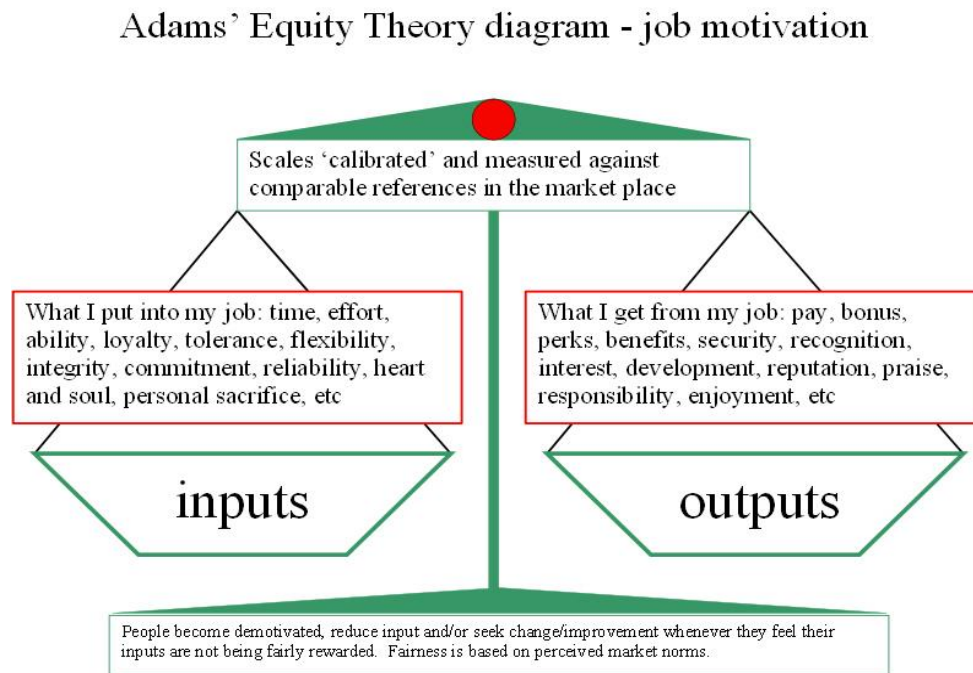 Adams’ Equity Theory diagram - job motivation
Scales ‘calibrated’ and measured against
comparable references in the market place
What I put into my job: time, effort,
ability, loyalty, tolerance, flexibility,
integrity, commitment, reliability, heart
and soul, personal sacrifice, etc
What I get from my job: pay, bonus,
perks, benefits, security, recognition,
interest, development, reputation, praise,
responsibility, enjoyment, etc
inputs
outputs
People become demotivated, reduce input and/or seek change/improvement whenever they feel their
inputs are not being fairly rewarded.  Fairness is based on perceived market norms.